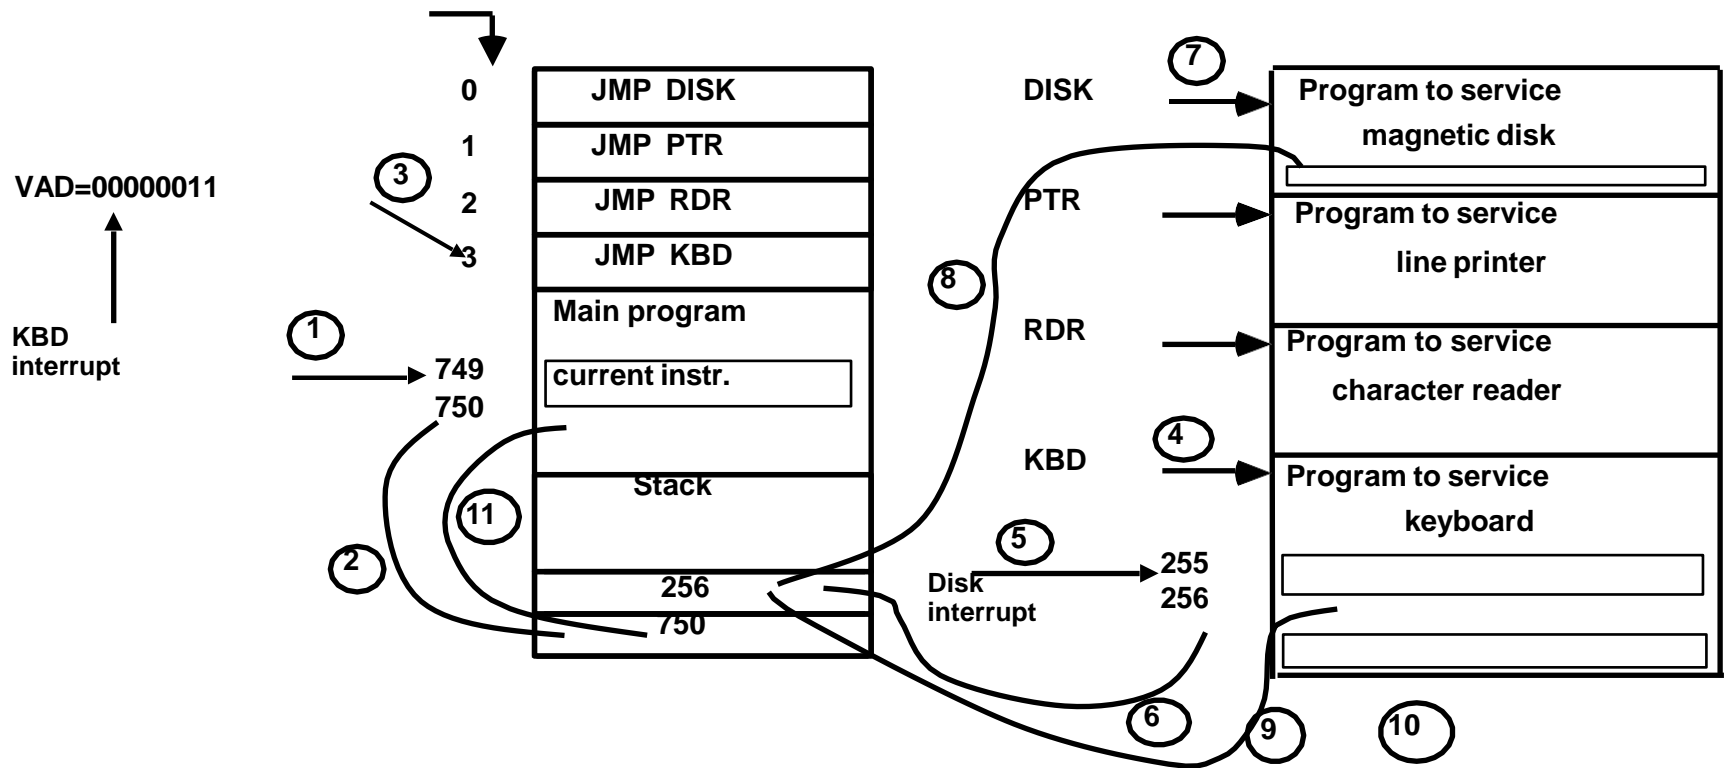 0
JMP DISK
1
JMP PTR
2
JMP RDR
3
JMP KBD
VAD=00000011
3
KBD
interrupt
1
Main program
749
current instr.
750
2
11
Stack
256
750
DISK
7
Program to service
magnetic disk
PTR
Program to service
line printer
8
RDR
Program to service
character reader
KBD
4
Program to service
keyboard
5
Disk
interrupt
255
256
6
9
10